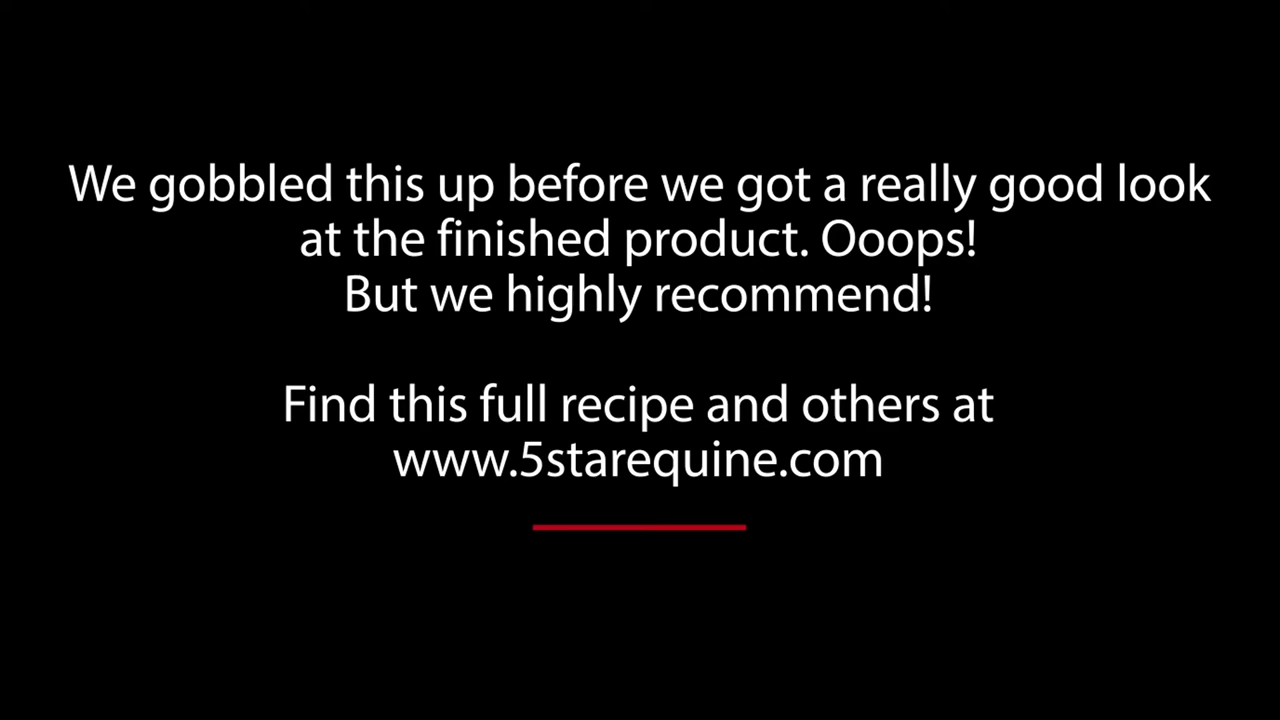 We gobbled this up before we got a really good look
at the finished product. Ooops!
But we highly recommend!
Find this full recipe and others at
www.5starequine.com